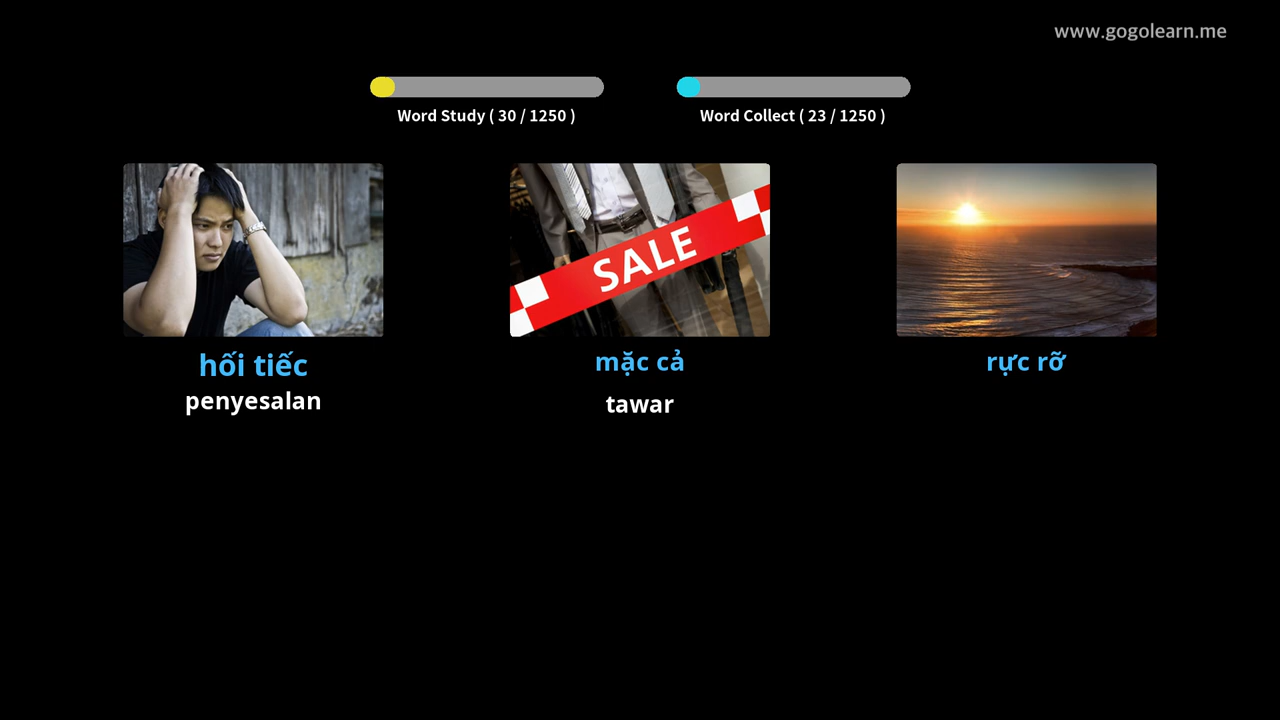 www.gogolearn.me
Word Study ( 30 / 1250 )
Word Collect ( 23 / 1250 )
SALE
hối tiếc
mặc cả
rực rỡ
penyesalan
tawar